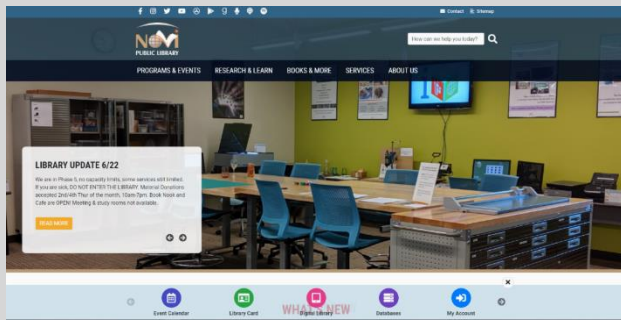 Contact Sitemap
NOVI
PUBLIC LIBRARY
How can we help you today?
PROGRAMS & EVENTS RESEARCH & LEARN BOOKS & MORE SERVICES ABOUT US
LIBRARY UPDATE 6/22
We are in Phase 5, no capacity limits, some services still limited.
If you are sick, DO NOT ENTER THE LIBRARY. Material Donations
accepted 2nd/4th Thur of the month, 10am-7pm. Book Nook and
Cafe are OPEN! Meeting & study rooms not available.
READ MORE
WHAT'S NEW
Event Calendar Library Card Digital Library Databases My Account